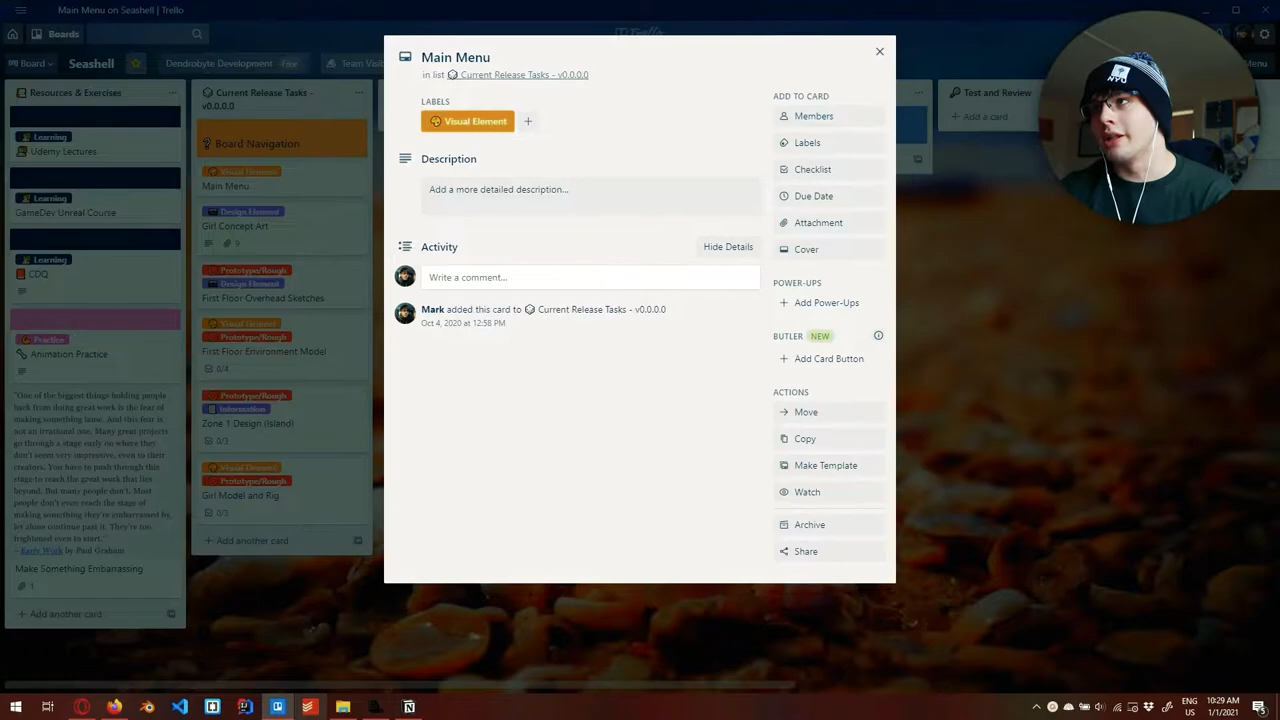 Main Menu on Seashell | Trello
Boards
Trello
Board
Seashell
Dendrobyte Development
Free
Team Visible
Menu
Resources & Exercises
Learning
Udemy Lectures
Learning
GameDev Unreal Course
Learning
CDQ
Practice
Animation Practice
"One of the biggest things holding people
back from doing great work is the fear of
making something lame. And this fear is
not an irrational one. Many great projects
go through a stage early on where they
don't seem very impressive, even to their
creators. You have to push through this
stage to reach the great work that lies
beyond. But many people don't. Most
people don't even reach the stage of
making something they're embarrassed by,
let alone continue past it. They're too
frightened even to start."
- Early Work by Paul Graham
Make Something Embarrassing
1
+ Add another card
Current Release Tasks -
v0.0.0.0
Board Navigation
Visual Element
Main Menu
Design Element
Girl Concept Art
9
Prototype/Rough
Design Element
First Floor Overhead Sketches
Visual Element
Prototype/Rough
First Floor Environment Model
0/4
Prototype/Rough
Information
Zone 1 Design (Island)
0/3
Visual Element
Prototype/Rough
Girl Model and Rig
0/3
+ Add another card
Main Menu
in list Current Release Tasks - v0.0.0.0
LABELS
Visual Element
+
Description
Add a more detailed description...
Activity
Hide Details
Write a comment...
Mark added this card to Current Release Tasks - v0.0.0.0
Oct 4, 2020 at 12:58 PM
ADD TO CARD
Members
Labels
Checklist
Due Date
Attachment
Cover
POWER-UPS
+ Add Power-Ups
BUTLER NEW
+ Add Card Button
ACTIONS
Move
Copy
Make Template
Watch
Archive
Share
Test and Review
+ Add a card
NYU
ENG
US
10:29 AM
1/1/2021